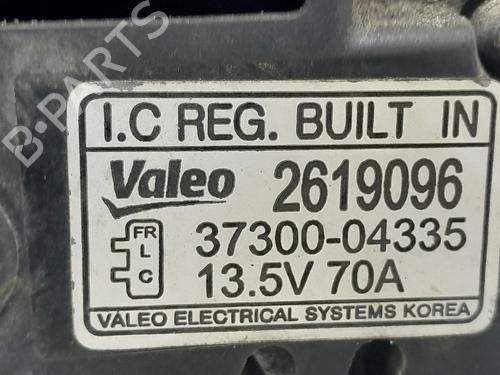 I.C REG. BUILT IN
Valeo 2619096
FR 37300-04335
L
C 13.5V 70A
VALEO ELECTRICAL SYSTEMS KOREA
B-PARTS